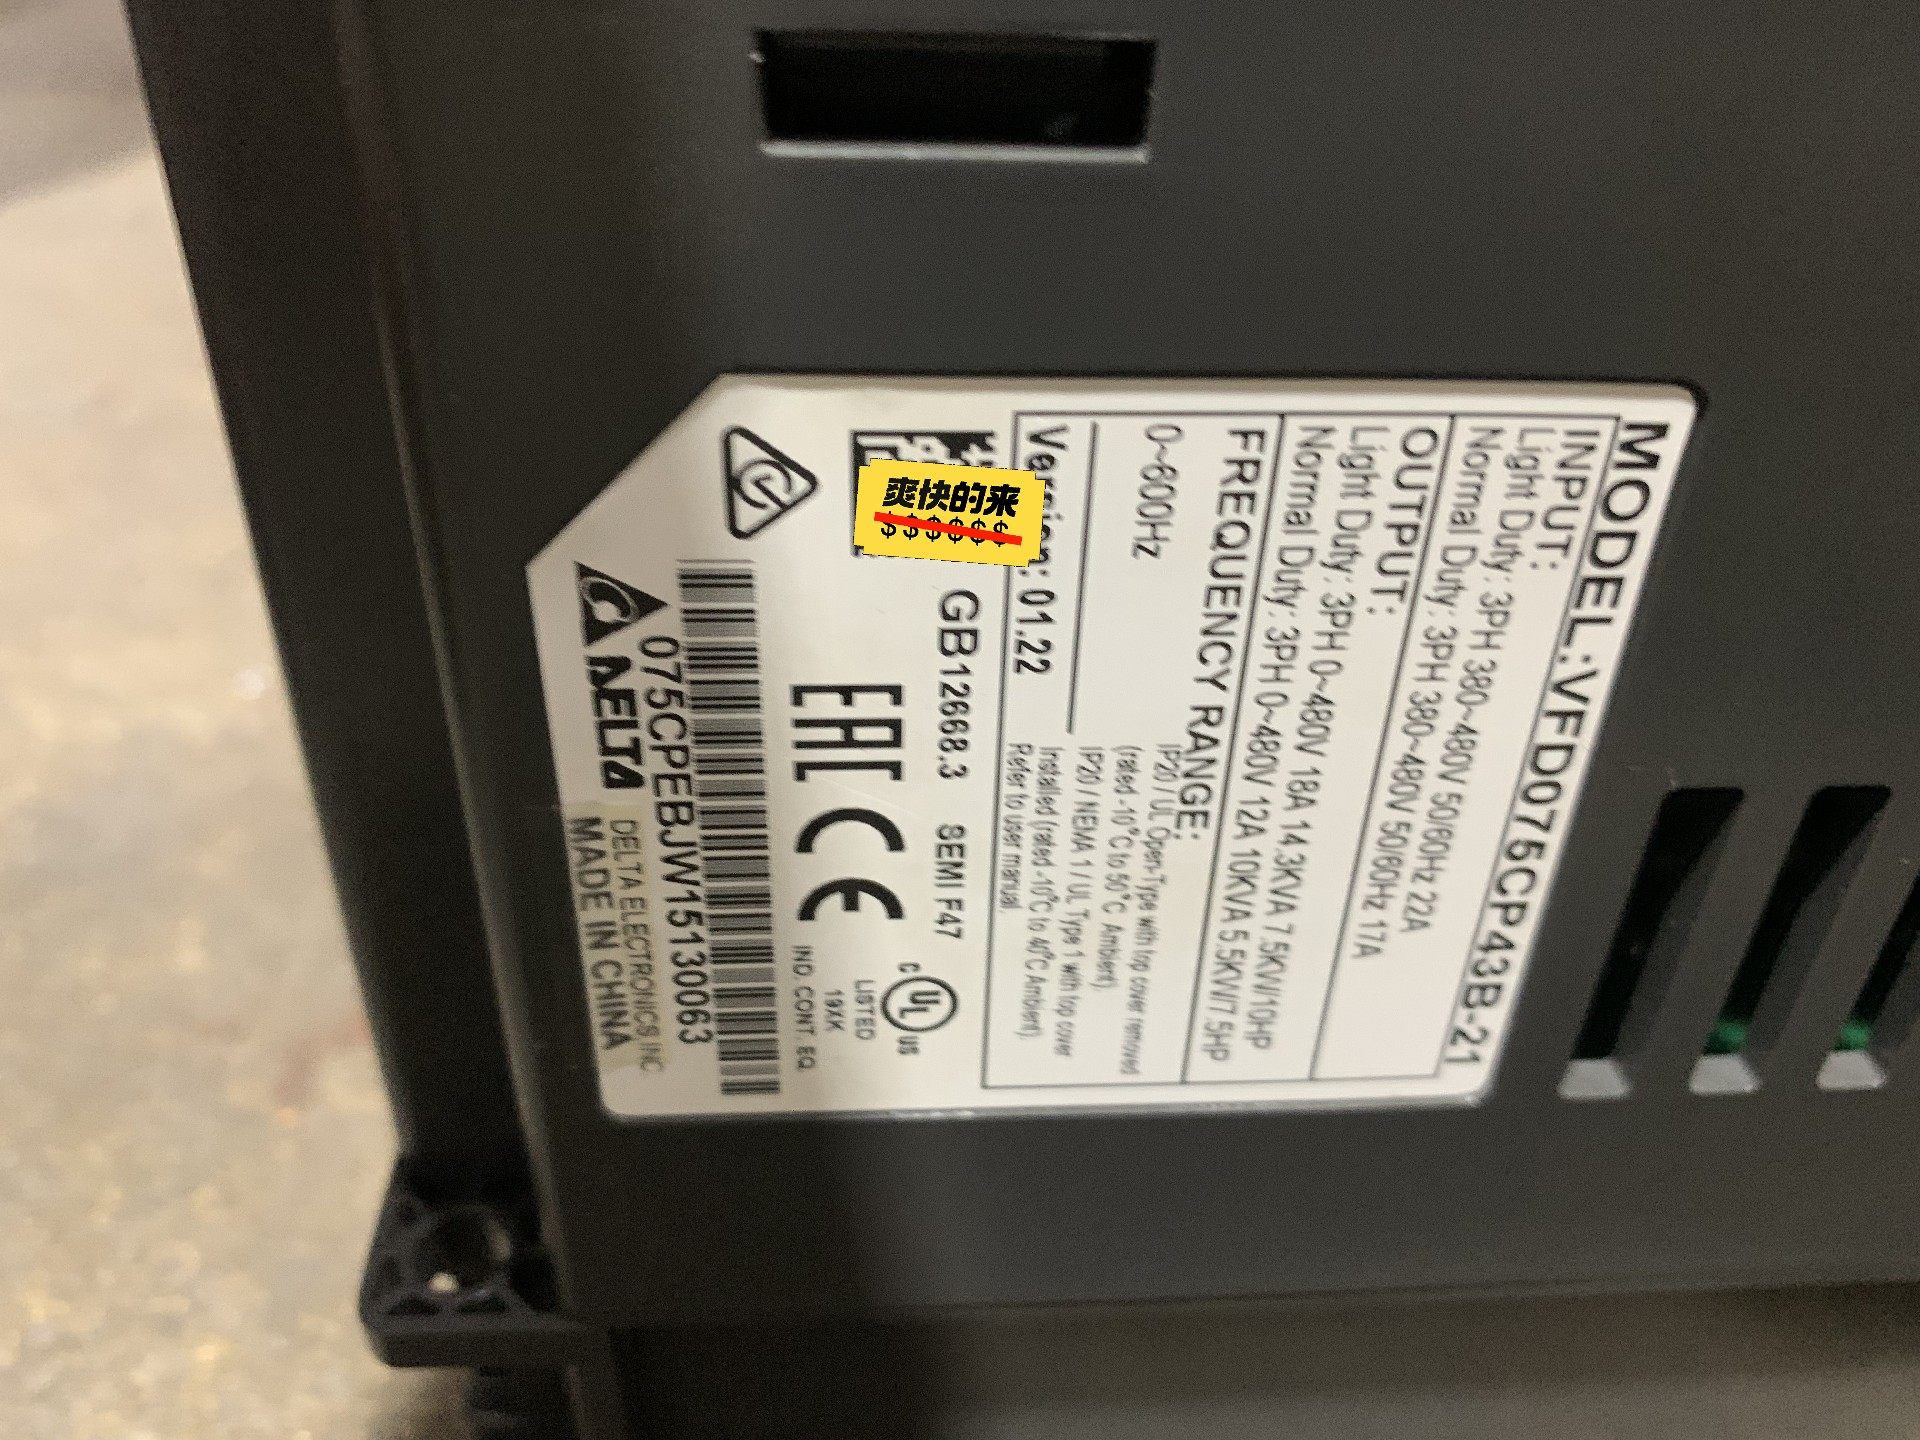 MODEL:VFD075CP43B-21
INPUT:
Light Duty: 3PH 380~480V 50/60Hz 22A
Normal Duty: 3PH 380~480V 50/60Hz 17A
OUTPUT:
Light Duty: 3PH 0~480V 18A 14.3KVA 7.5KW/10HP
Normal Duty: 3PH 0~480V 12A 10KVA 5.5KW/7.5HP
FREQUENCY RANGE:
0~600Hz
IP20 / UL Open-Type with top cover removed
(rated -10°C to 50°C Ambient)
IP20 / NEMA 1 / UL Type 1 with top cover
Installed (rated -10°C to 40°C Ambient).
Refer to user manual.
Version: 01.22
爽快的来
$$$$$$
GB12668.3 SEMI F47
C UL US
LISTED
19XK
IND. CONT. EQ
EAC CE
075CPEBJW15130063
DELTA
DELTA ELECTRONICS INC
MADE IN CHINA